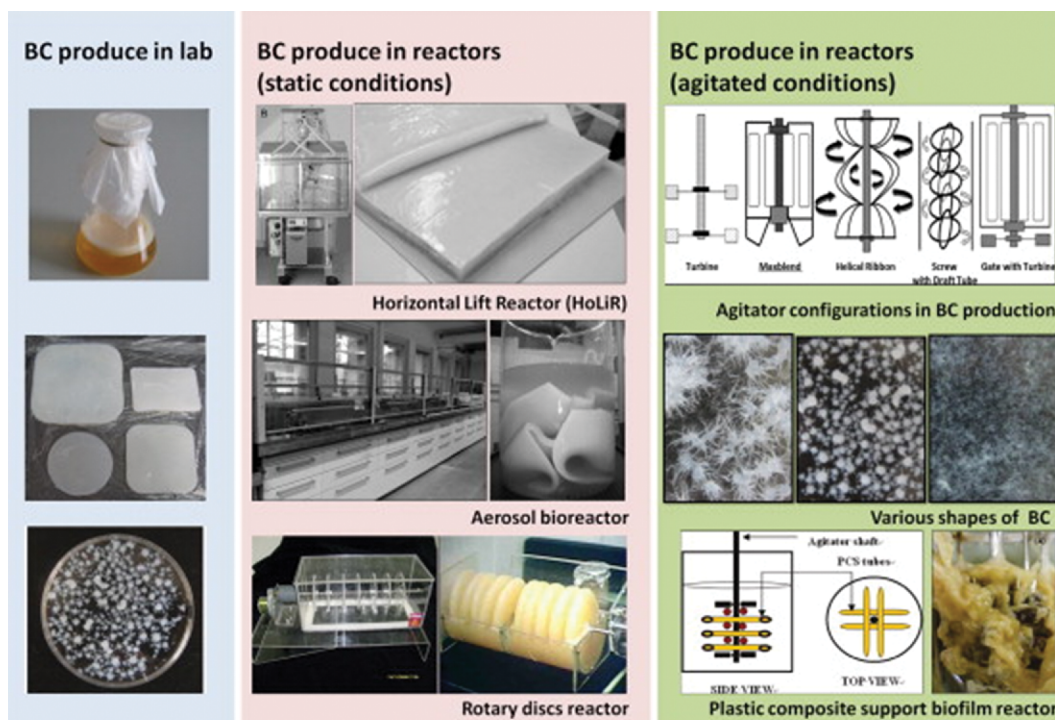 BC produce in lab
BC produce in reactors
(static conditions)
B
Horizontal Lift Reactor (HoLiR)
Aerosol bioreactor
Rotary discs reactor
BC produce in reactors
(agitated conditions)
Turbine
Maxblend
Helical Ribbon
Screw
with Draft Tube
Gate with Turbine
Agitator configurations in BC production
Various shapes of BC
Agitator shaft
PCS tubes
SIDE VIEW
TOP VIEW
Plastic composite support biofilm reactor